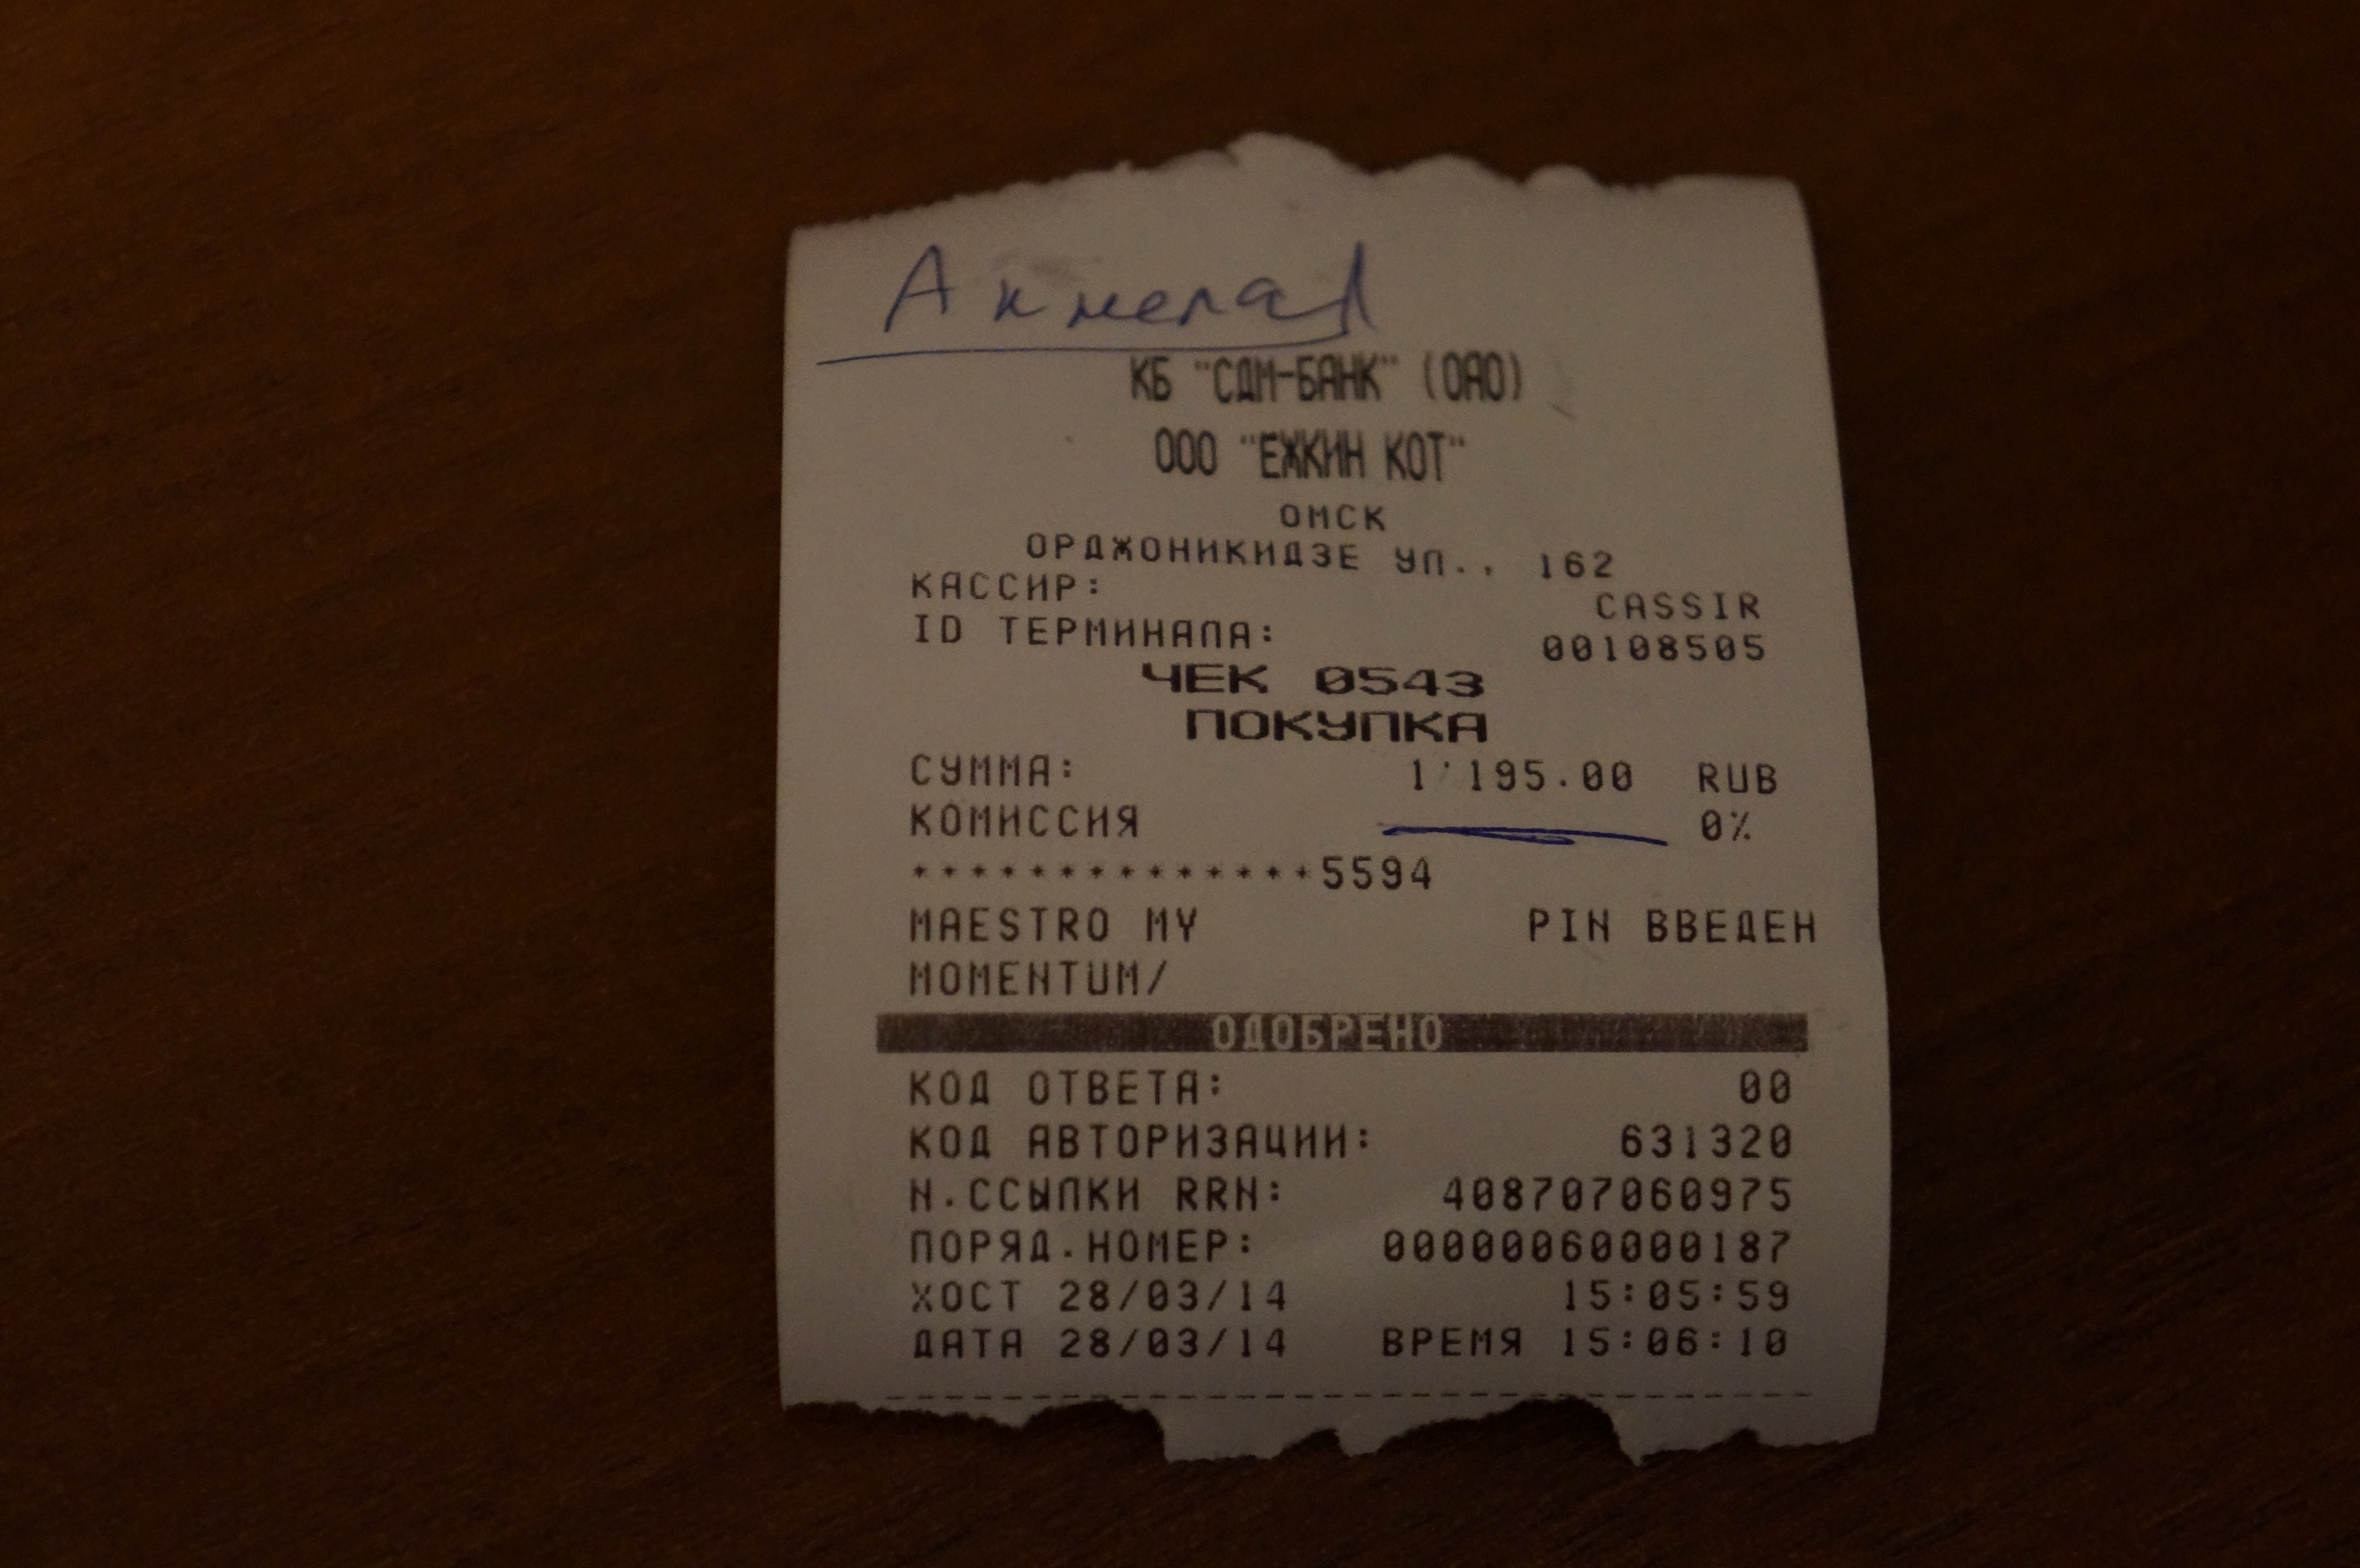 КБ "СДМ-БАНК" (ОАО)
ООО "ЕЖКИН КОТ"
ОМСК
ОРДЖОНИКИДЗЕ УЛ., 162
КАССИР: CASSIR
ID ТЕРМИНАЛА: 00108505
ЧЕК 0543
ПОКУПКА
СУММА: 1'195.00 RUB
КОМИССИЯ 0%
**************5594
MAESTRO MY PIN ВВЕДЕН
MOMENTUM/
ОДОБРЕНО
КОД ОТВЕТА: 00
КОД АВТОРИЗАЦИИ: 631320
Н.ССЫЛКИ RRN: 408707060975
ПОРЯД.НОМЕР: 00000060000187
ХОСТ 28/03/14 15:05:59
ДАТА 28/03/14 ВРЕМЯ 15:06:10